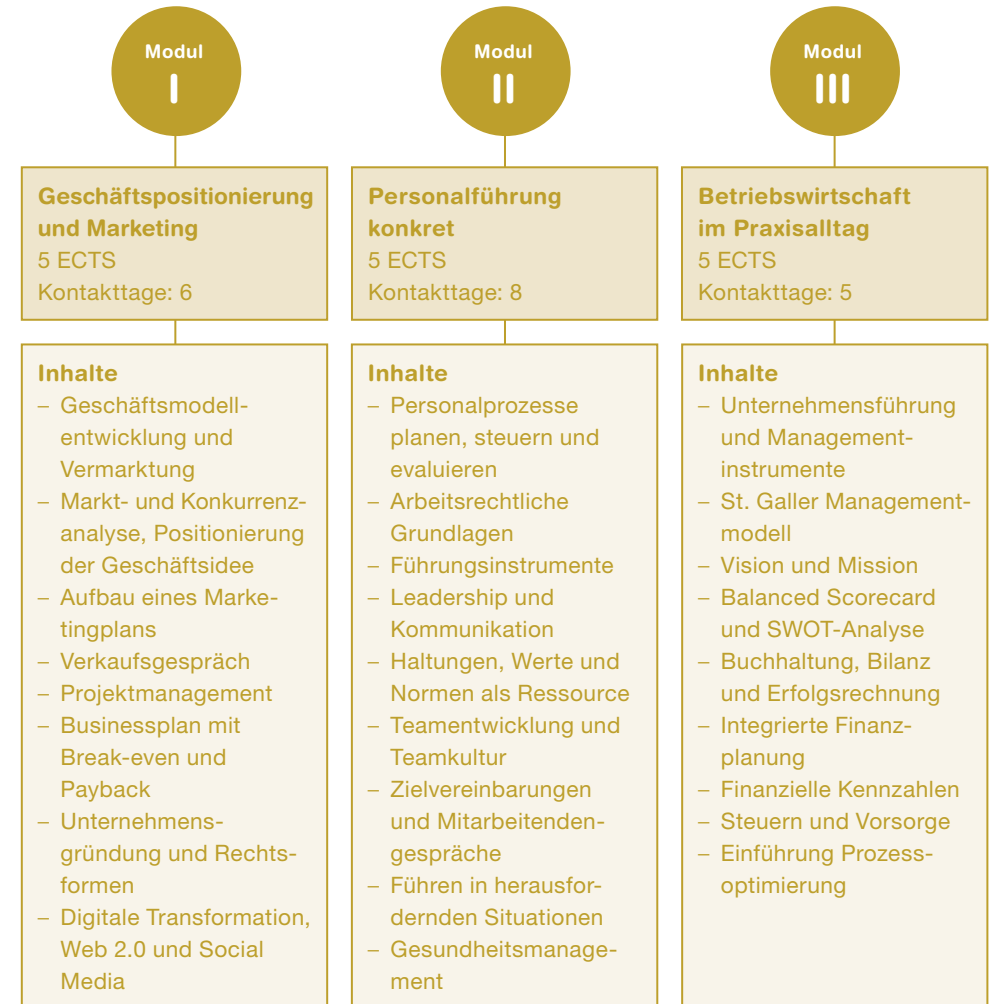 Modul
I
Geschäftspositionierung
und Marketing
5 ECTS
Kontakttage: 6
Inhalte
– Geschäftsmodell-
entwicklung und
Vermarktung
– Markt- und Konkurrenz-
analyse, Positionierung
der Geschäftsidee
– Aufbau eines Marke-
tingplans
– Verkaufsgespräch
– Projektmanagement
– Businessplan mit
Break-even und
Payback
– Unternehmens-
gründung und Rechts-
formen
– Digitale Transformation,
Web 2.0 und Social
Media
Modul
II
Personalführung
konkret
5 ECTS
Kontakttage: 8
Inhalte
– Personalprozesse
planen, steuern und
evaluieren
– Arbeitsrechtliche
Grundlagen
– Führungsinstrumente
– Leadership und
Kommunikation
– Haltungen, Werte und
Normen als Ressource
– Teamentwicklung und
Teamkultur
– Zielvereinbarungen
und Mitarbeitenden-
gespräche
– Führen in herausfor-
dernden Situationen
– Gesundheitsmanage-
ment
Modul
III
Betriebswirtschaft
im Praxisalltag
5 ECTS
Kontakttage: 5
Inhalte
– Unternehmensführung
und Management-
instrumente
– St. Galler Management-
modell
– Vision und Mission
– Balanced Scorecard
und SWOT-Analyse
– Buchhaltung, Bilanz
und Erfolgsrechnung
– Integrierte Finanz-
planung
– Finanzielle Kennzahlen
– Steuern und Vorsorge
– Einführung Prozess-
optimierung